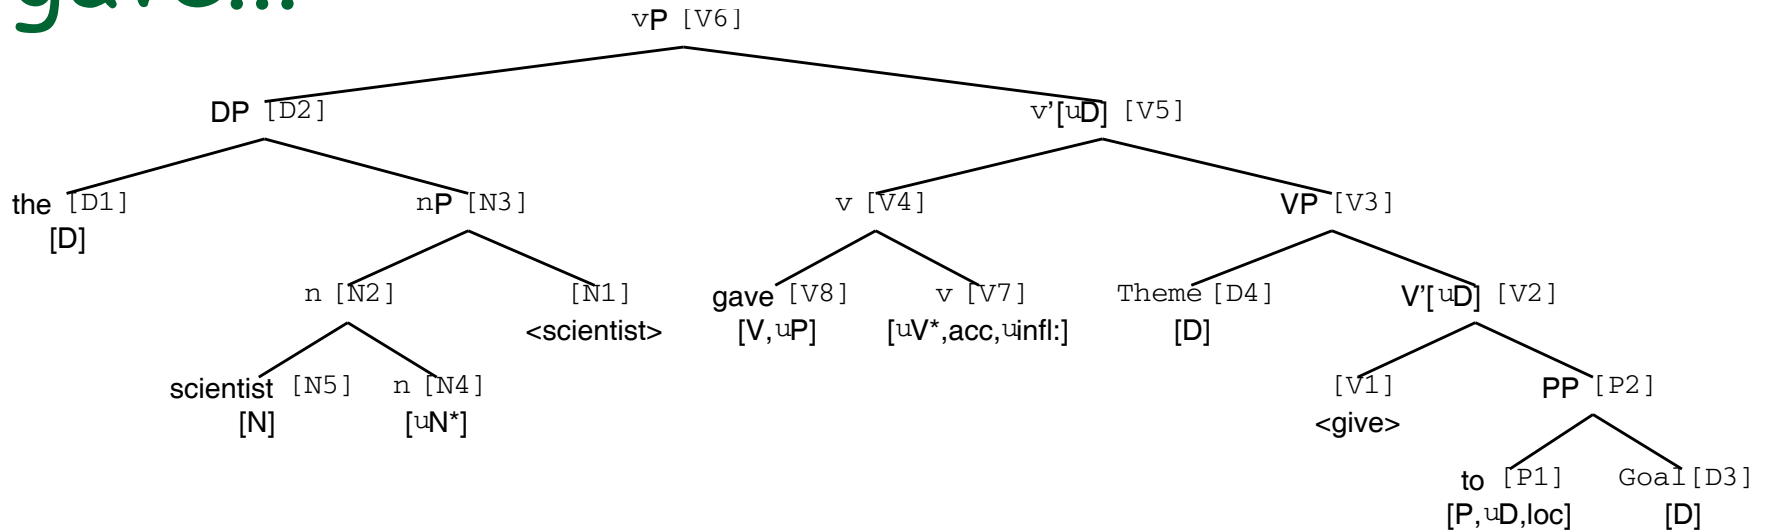 gave...
vP [V6]
DP [D2] v'[uD] [V5]
the [D1] nP [N3] v [V4] VP [V3]
[D]
n [N2] [N1] gave [V8] v [V7] Theme [D4] V'[uD] [V2]
<scientist> [V,uP] [uV*,acc,uinfl:] [D]
scientist [N5] n [N4] [V1] PP [P2]
[N] [uN*] <give>
to [P1] Goal [D3]
[P,uD,loc] [D]